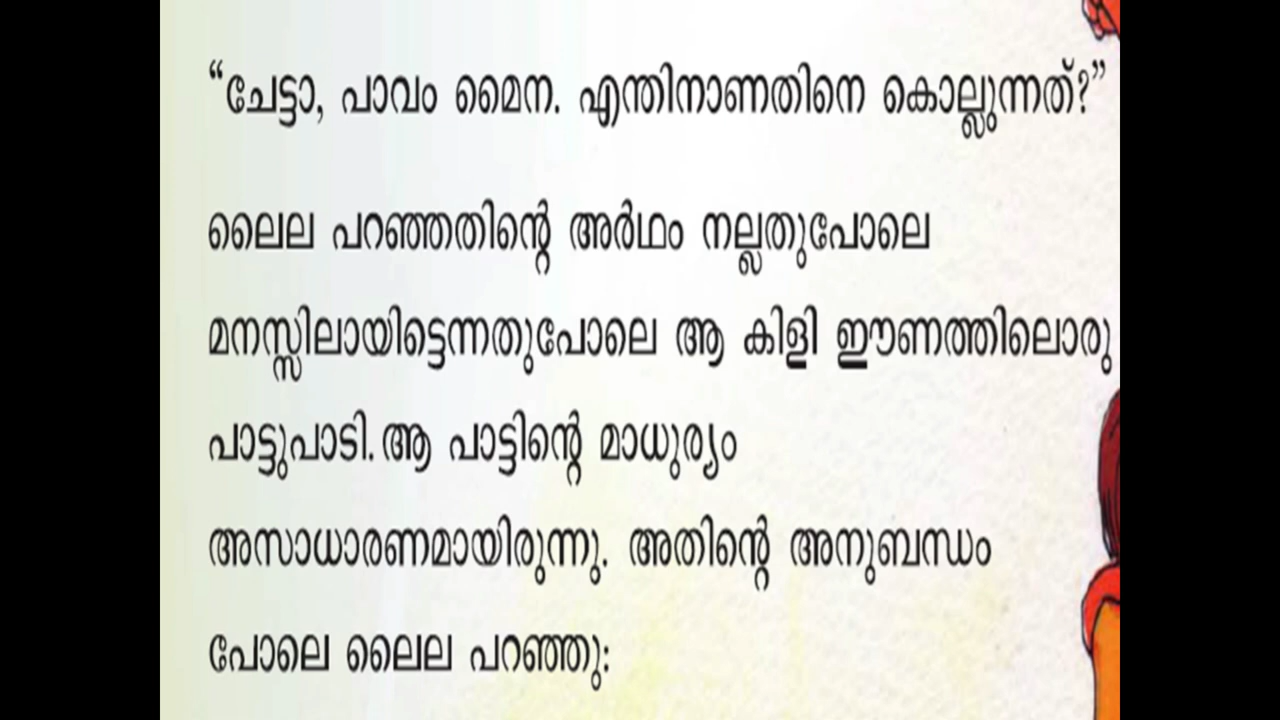 “ചേട്ടാ, പാവം മൈന. എന്തിനാണതിനെ കൊല്ലുന്നത്?”
ലൈല പറഞ്ഞതിന്റെ അർഥം നല്ലതുപോലെ
മനസ്സിലായിട്ടെന്നതുപോലെ ആ കിളി ഈണത്തിലൊരു
പാട്ടുപാടി. ആ പാട്ടിന്റെ മാധുര്യം
അസാധാരണമായിരുന്നു. അതിന്റെ അനുബന്ധം
പോലെ ലൈല പറഞ്ഞു: